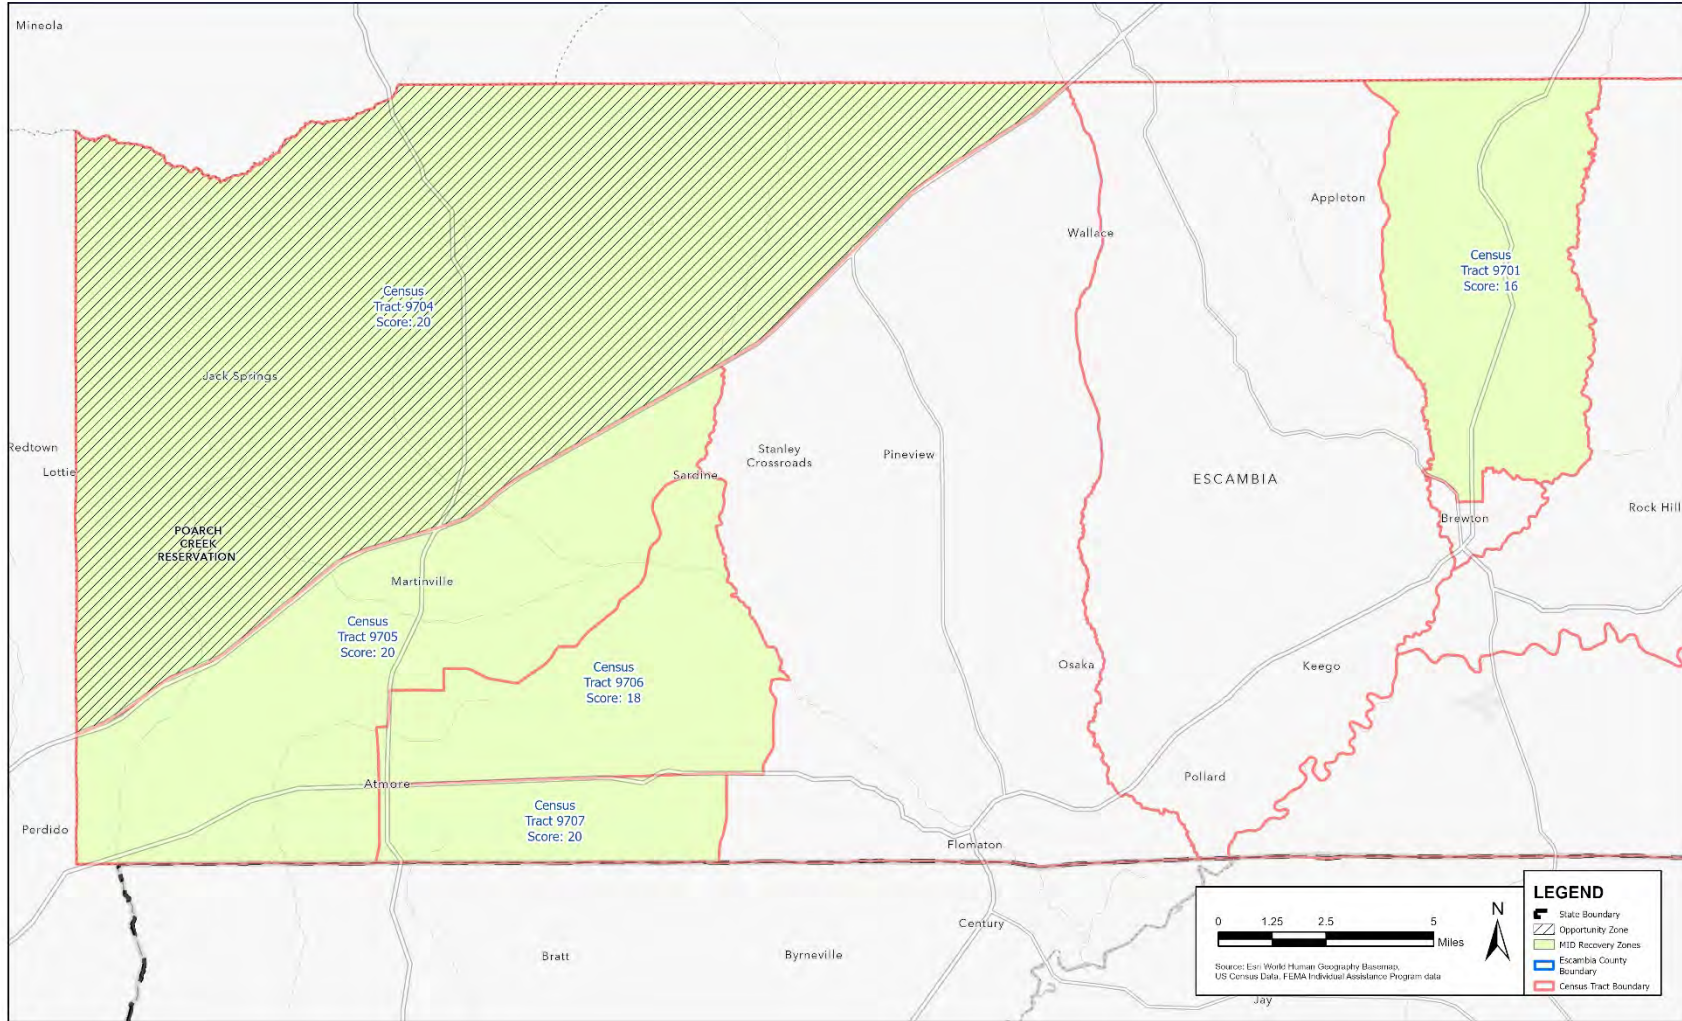 Mineola
Appleton
Wallace
Census
Tract 9701
Score: 16
Census
Tract 9704
Score: 20
Jack Springs
Redtown
Lottie
Stanley
Crossroads
Pineview
Sardine
ESCAMBIA
Rock Hill
Brewton
POARCH
CREEK
RESERVATION
Martinville
Census
Tract 9705
Score: 20
Census
Tract 9706
Score: 18
Osaka
Keego
Pollard
Atmore
Perdido
Census
Tract 9707
Score: 20
Flomaton
Century
Bratt
Byrneville
Jay
0 1.25 2.5 5
Miles
N
Source: Esri World Human Geography Basemap,
US Census Data, FEMA Individual Assistance Program data
LEGEND
State Boundary
Opportunity Zone
MID Recovery Zones
Escambia County
Boundary
Census Tract Boundary